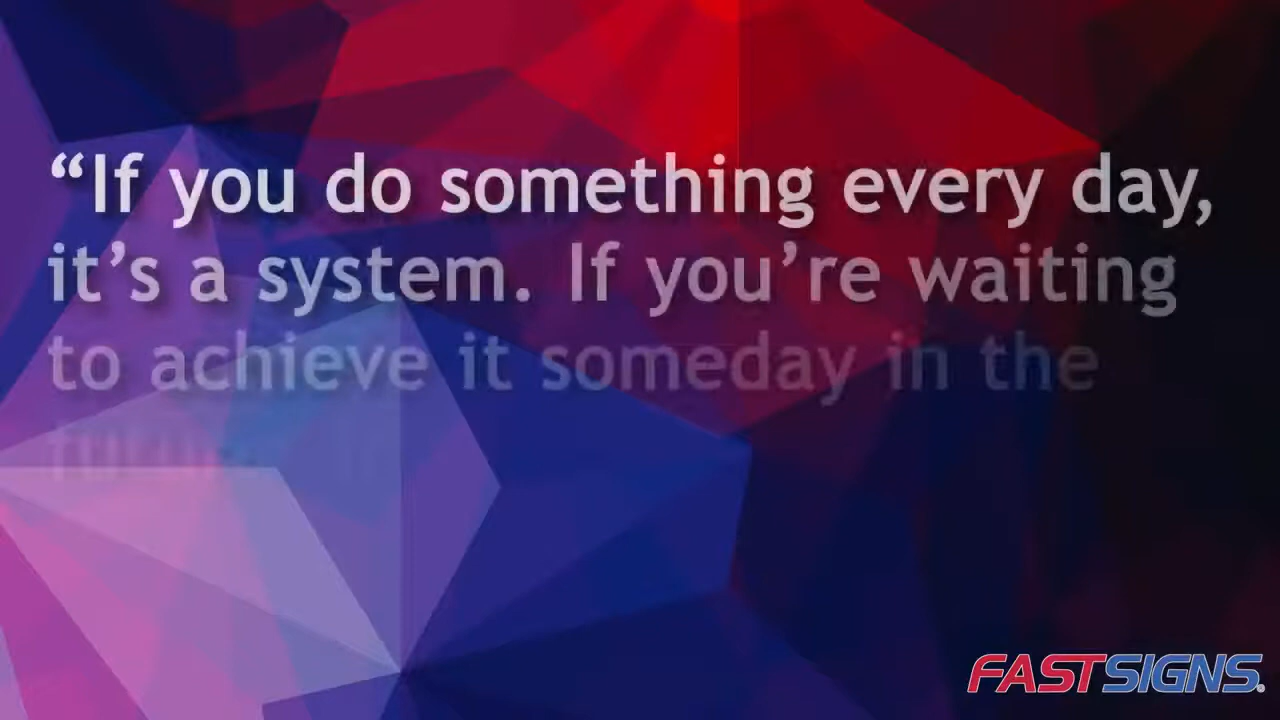 “If you do something every day,
it’s a system. If you’re waiting
to achieve it someday in the
FASTSIGNS.